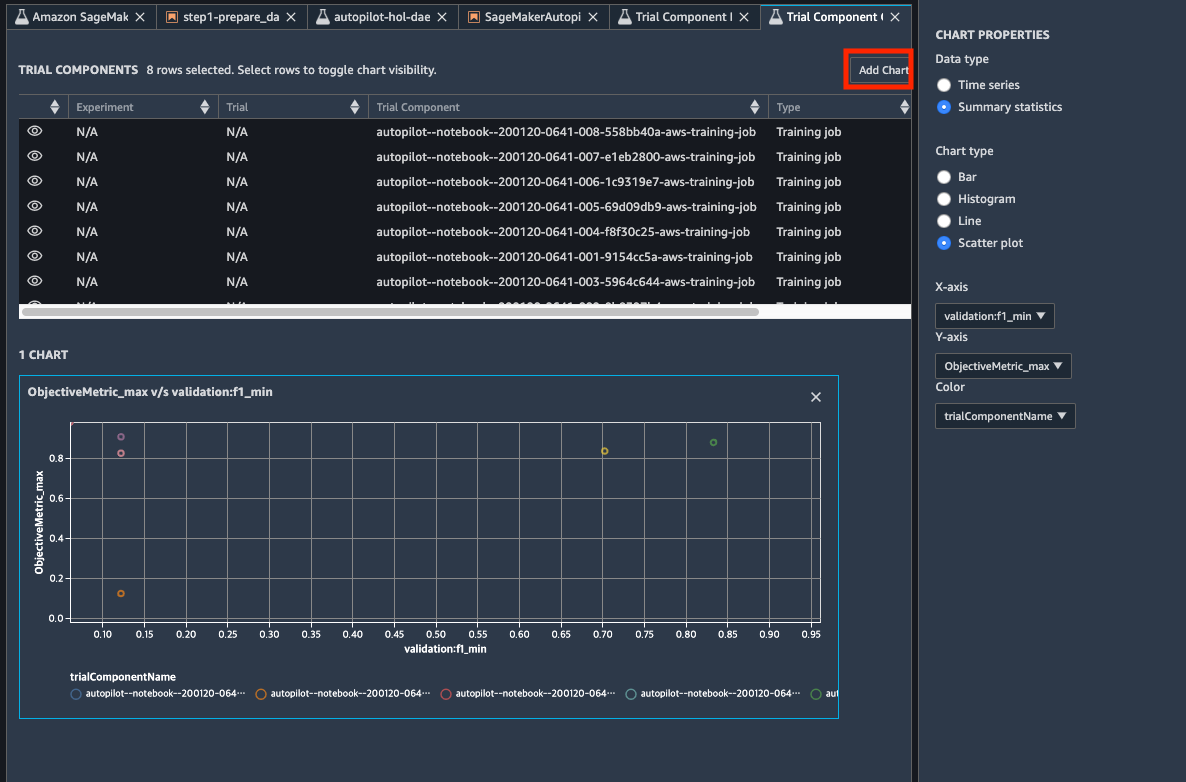 Amazon SageMak
step1-prepare_da
autopilot-hol-dae
SageMakerAutopi
Trial Component I
Trial Component (
TRIAL COMPONENTS 8 rows selected. Select rows to toggle chart visibility.
Add Chart
Experiment Trial Trial Component Type
N/A N/A autopilot--notebook--200120-0641-008-558bb40a-aws-training-job Training job
N/A N/A autopilot--notebook--200120-0641-007-e1eb2800-aws-training-job Training job
N/A N/A autopilot--notebook--200120-0641-006-1c9319e7-aws-training-job Training job
N/A N/A autopilot--notebook--200120-0641-005-69d09db9-aws-training-job Training job
N/A N/A autopilot--notebook--200120-0641-004-f8f30c25-aws-training-job Training job
N/A N/A autopilot--notebook--200120-0641-001-9154cc5a-aws-training-job Training job
N/A N/A autopilot--notebook--200120-0641-003-5964c644-aws-training-job Training job
1 CHART
ObjectiveMetric_max v/s validation:f1_min
ObjectiveMetric_max
0.8
0.6
0.4
0.2
0.0
0.10 0.15 0.20 0.25 0.30 0.35 0.40 0.45 0.50 0.55 0.60 0.65 0.70 0.75 0.80 0.85 0.90 0.95
validation:f1_min
trialComponentName
autopilot--notebook--200120-064… autopilot--notebook--200120-064… autopilot--notebook--200120-064… autopilot--notebook--200120-064… aut
CHART PROPERTIES
Data type
Time series
Summary statistics
Chart type
Bar
Histogram
Line
Scatter plot
X-axis
validation:f1_min
Y-axis
ObjectiveMetric_max
Color
trialComponentName